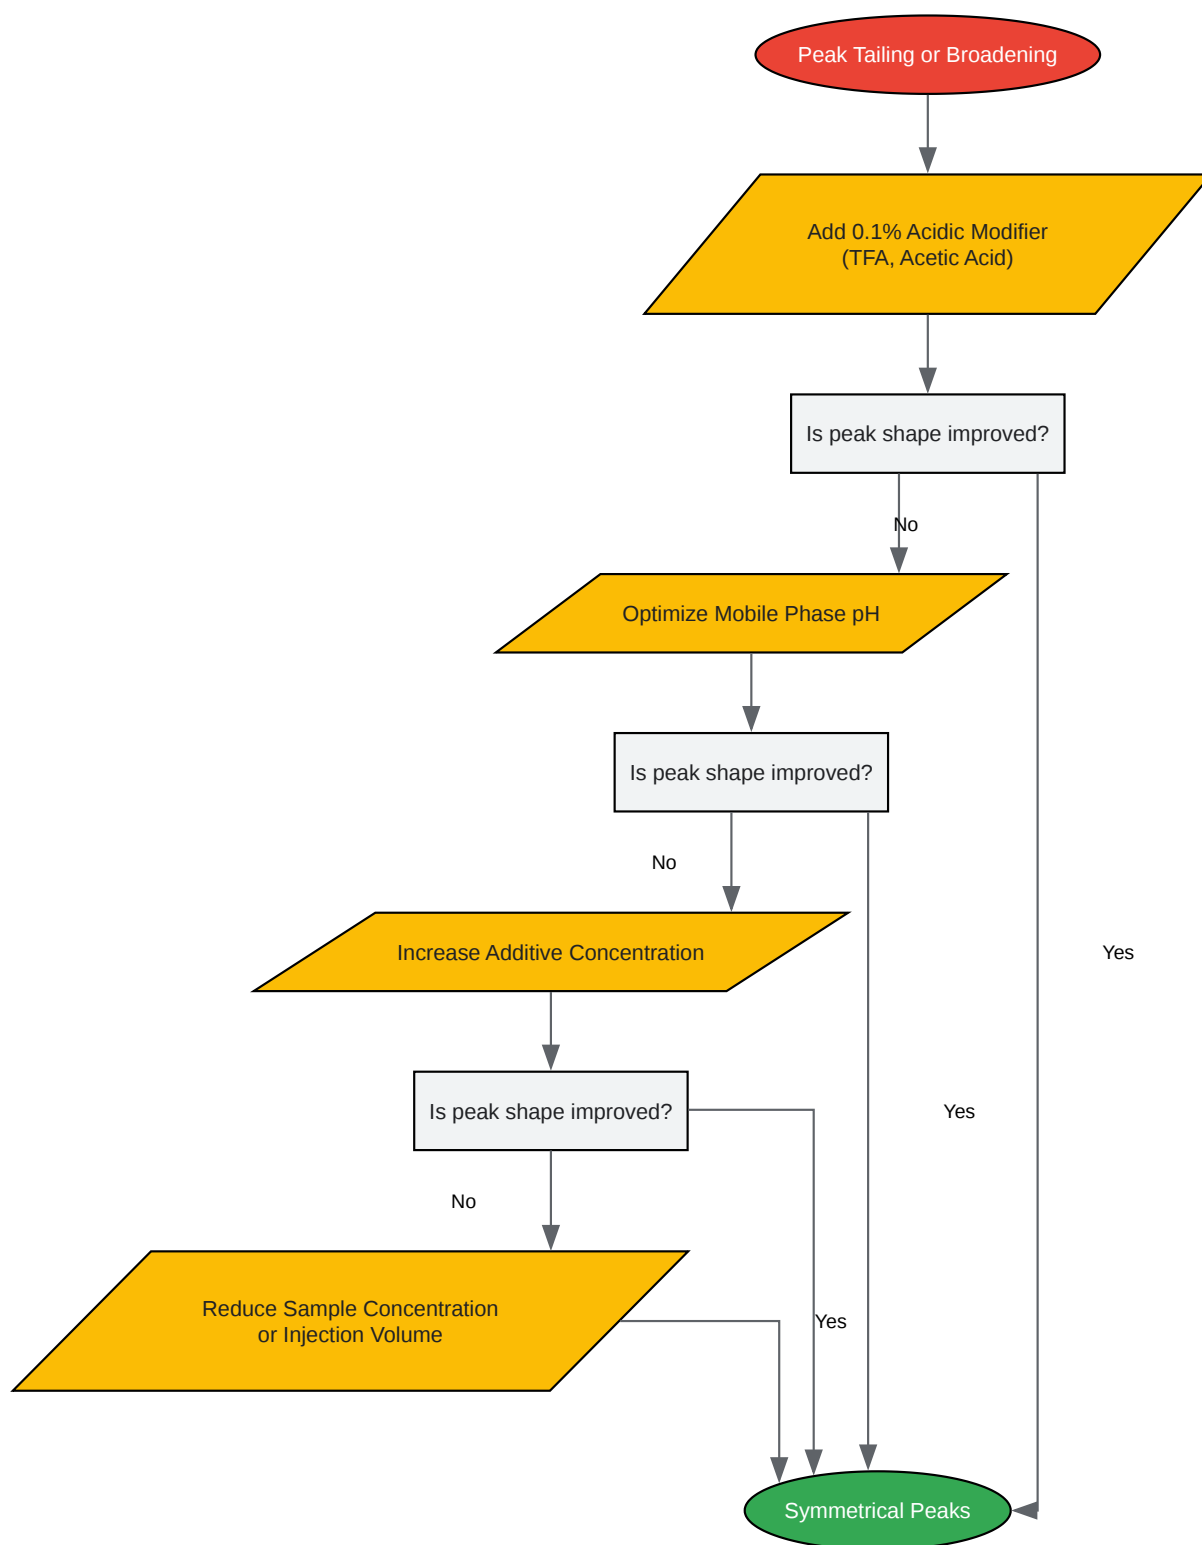 Peak Tailing or Broadening
Add 0.1% Acidic Modifier
(TFA, Acetic Acid)
Is peak shape improved?
No
Optimize Mobile Phase pH
Is peak shape improved?
No
Increase Additive Concentration
Yes
Is peak shape improved?
Yes
No
Reduce Sample Concentration
or Injection Volume
Yes
Symmetrical Peaks